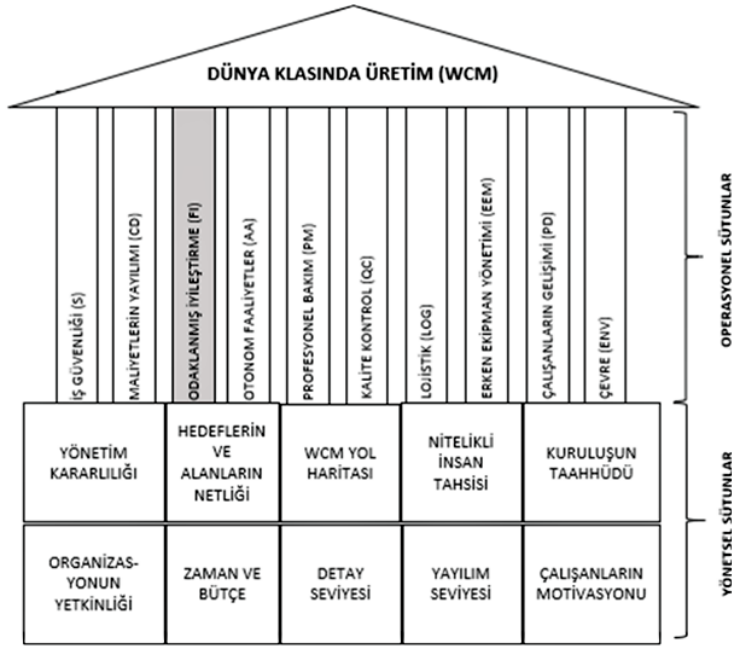 DÜNYA KLASINDA ÜRETİM (WCM)
İŞ GÜVENLİĞİ (S)
MALİYETLERİN YAYILIMI (CD)
ODAKLANMIŞ İYİLEŞTİRME (FI)
OTONOM FAALİYETLER (AA)
PROFESYONEL BAKIM (PM)
KALİTE KONTROL (QC)
LOJİSTİK (LOG)
ERKEN EKİPMAN YÖNETİMİ (EEM)
ÇALIŞANLARIN GELİŞİMİ (PD)
ÇEVRE (ENV)
OPERASYONEL SÜTUNLAR
YÖNETİM
KARARLILIĞI
HEDEFLERİN
VE
ALANLARIN
NETLİĞİ
WCM YOL
HARİTASI
NİTELİKLİ
İNSAN
TAHSİSİ
KURULUŞUN
TAAHHÜDÜ
ORGANİZAS-
YONUN
YETKİNLİĞİ
ZAMAN VE
BÜTÇE
DETAY
SEVİYESİ
YAYILIM
SEVİYESİ
ÇALIŞANLARIN
MOTİVASYONU
YÖNETSEL SÜTUNLAR